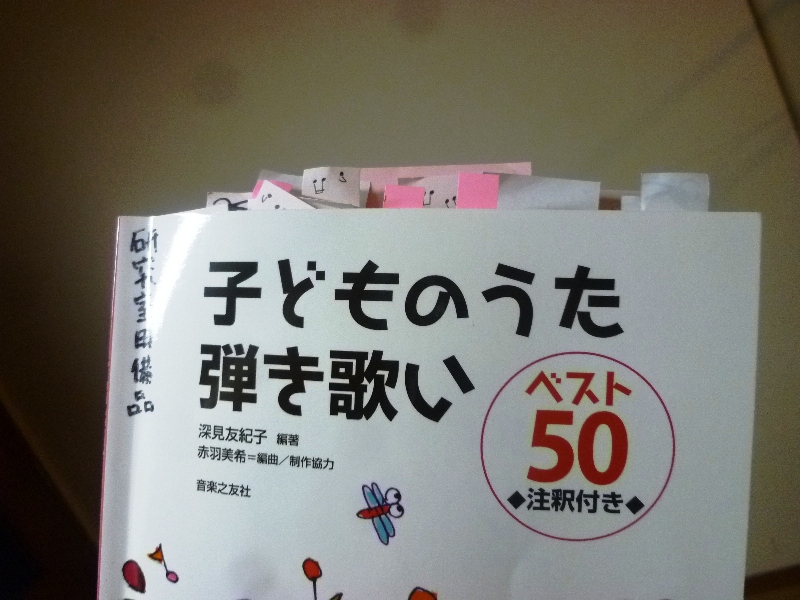 子どものうた
弾き歌い
深見友紀子 編著
赤羽美希=編曲/制作協力
音楽之友社
ベスト
50
◆注釈付き◆
研究室用備品